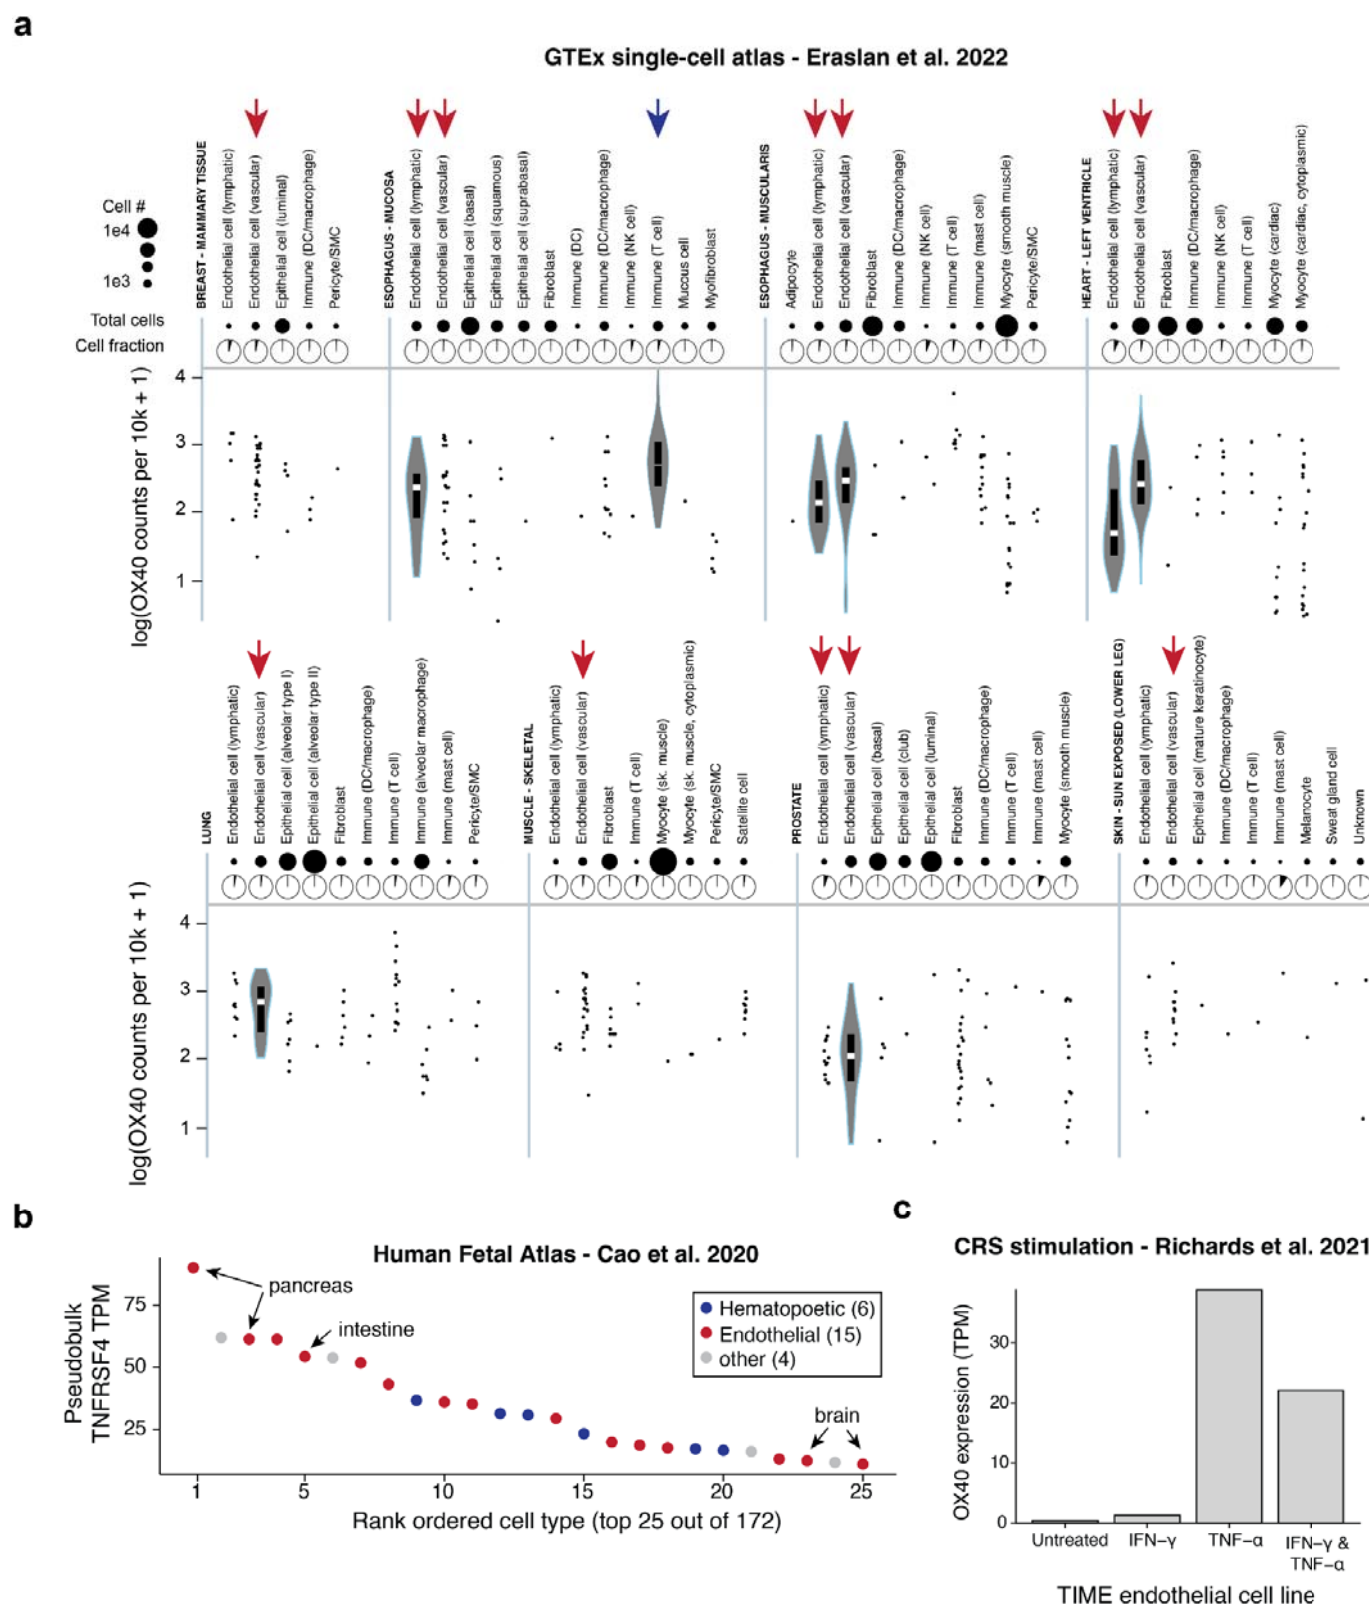 a
GTEx single-cell atlas - Eraslan et al. 2022
Cell #
1e4
1e3
Total cells
Cell fraction
BREAST - MAMMARY TISSUE
Endothelial cell (lymphatic)
Endothelial cell (vascular)
Epithelial cell (luminal)
Immune (DC/macrophage)
Pericyte/SMC
ESOPHAGUS - MUCOSA
Endothelial cell (lymphatic)
Endothelial cell (vascular)
Epithelial cell (basal)
Epithelial cell (squamous)
Epithelial cell (suprabasal)
Fibroblast
Immune (DC)
Immune (DC/macrophage)
Immune (NK cell)
Immune (T cell)
Mucus cell
Myofibroblast
ESOPHAGUS - MUSCULARIS
Adipocyte
Endothelial cell (lymphatic)
Endothelial cell (vascular)
Fibroblast
Immune (DC/macrophage)
Immune (NK cell)
Immune (T cell)
Immune (mast cell)
Myocyte (smooth muscle)
Pericyte/SMC
HEART - LEFT VENTRICLE
Endothelial cell (lymphatic)
Endothelial cell (vascular)
Fibroblast
Immune (DC/macrophage)
Immune (NK cell)
Immune (T cell)
Myocyte (cardiac)
Myocyte (cardiac, cytoplasmic)
log(OX40 counts per 10k + 1)
4
3
2
1
LUNG
Endothelial cell (lymphatic)
Endothelial cell (vascular)
Epithelial cell (alveolar type I)
Epithelial cell (alveolar type II)
Fibroblast
Immune (DC/macrophage)
Immune (T cell)
Immune (alveolar macrophage)
Immune (mast cell)
Pericyte/SMC
MUSCLE - SKELETAL
Endothelial cell (lymphatic)
Endothelial cell (vascular)
Fibroblast
Immune (T cell)
Myocyte (sk. muscle)
Myocyte (sk. muscle, cytoplasmic)
Pericyte/SMC
Satellite cell
PROSTATE
Endothelial cell (lymphatic)
Endothelial cell (vascular)
Epithelial cell (basal)
Epithelial cell (club)
Epithelial cell (luminal)
Fibroblast
Immune (DC/macrophage)
Immune (T cell)
Immune (mast cell)
Myocyte (smooth muscle)
SKIN - SUN EXPOSED (LOWER LEG)
Endothelial cell (lymphatic)
Endothelial cell (vascular)
Epithelial cell (mature keratinocyte)
Immune (DC/macrophage)
Immune (T cell)
Immune (mast cell)
Melanocyte
Sweat gland cell
Unknown
log(OX40 counts per 10k + 1)
4
3
2
1
b
Human Fetal Atlas - Cao et al. 2020
Pseudobulk
TNFRSF4 TPM
75
50
25
pancreas
intestine
brain
Hematopoetic (6)
Endothelial (15)
other (4)
1
5
10
15
20
25
Rank ordered cell type (top 25 out of 172)
c
CRS stimulation - Richards et al. 2021
OX40 expression (TPM)
30
20
10
0
Untreated
IFN-γ
TNF-α
IFN-γ &
TNF-α
TIME endothelial cell line